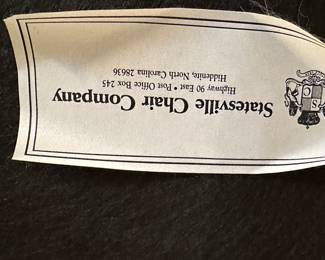 Statesville Chair Company
Highway 90 East • Post Office Box 245
Hiddenite, North Carolina 28636